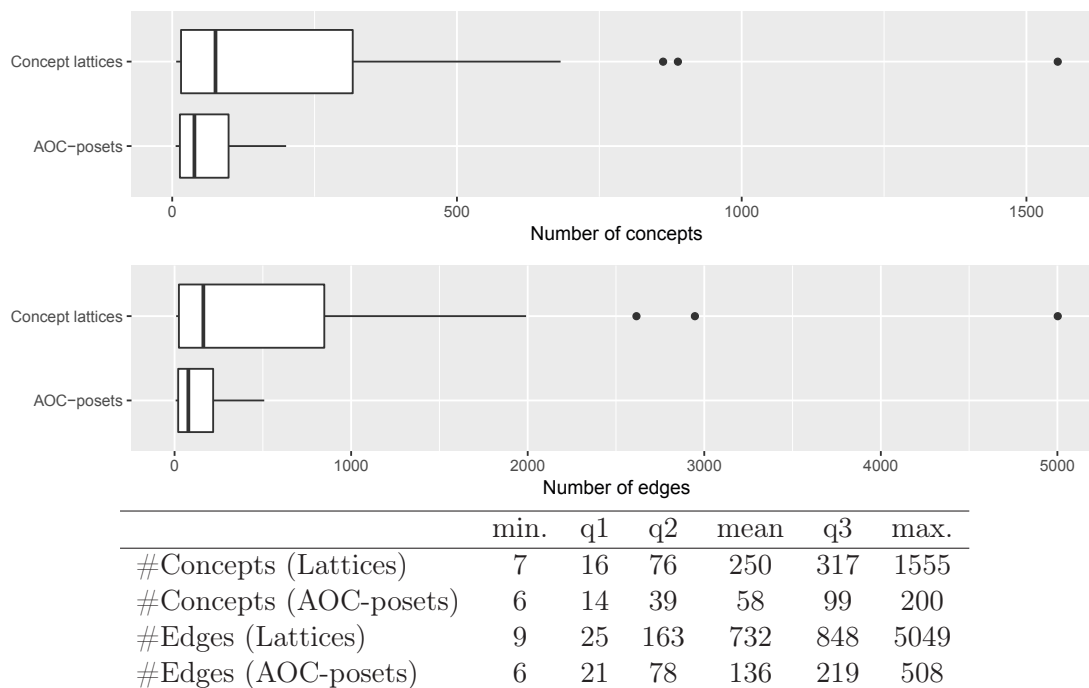 Concept lattices
AOC−posets
0 500 1000 1500
Number of concepts
Concept lattices
AOC−posets
0 1000 2000 3000 4000 5000
Number of edges
min. q1 q2 mean q3 max.
#Concepts (Lattices) 7 16 76 250 317 1555
#Concepts (AOC-posets) 6 14 39 58 99 200
#Edges (Lattices) 9 25 163 732 848 5049
#Edges (AOC-posets) 6 21 78 136 219 508